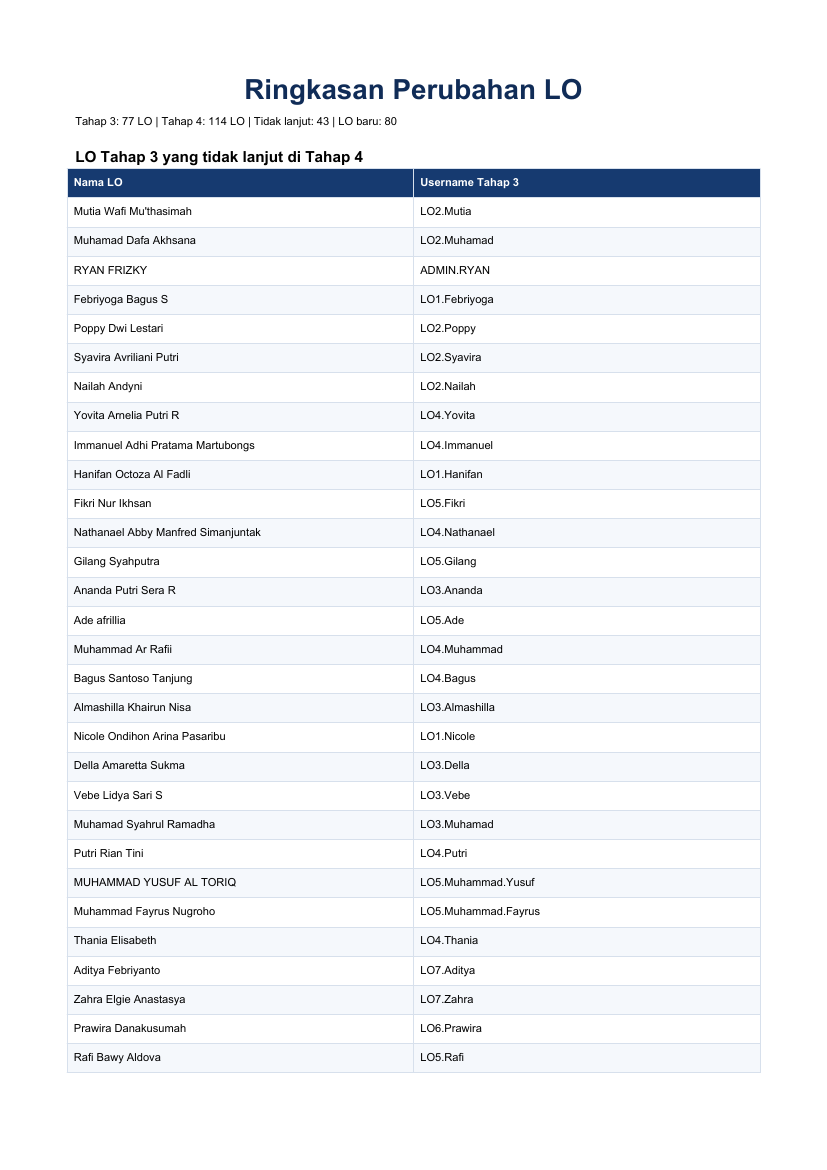 Ringkasan Perubahan LO
Tahap 3: 77 LO | Tahap 4: 114 LO | Tidak lanjut: 43 | LO baru: 80
LO Tahap 3 yang tidak lanjut di Tahap 4
Nama LO Username Tahap 3
Mutia Wafi Mu'thasimah LO2.Mutia
Muhamad Dafa Akhsana LO2.Muhamad
RYAN FRIZKY ADMIN.RYAN
Febriyoga Bagus S LO1.Febriyoga
Poppy Dwi Lestari LO2.Poppy
Syavira Avriliani Putri LO2.Syavira
Nailah Andyni LO2.Nailah
Yovita Arnelia Putri R LO4.Yovita
Immanuel Adhi Pratama Martubongs LO4.Immanuel
Hanifan Octoza Al Fadli LO1.Hanifan
Fikri Nur Ikhsan LO5.Fikri
Nathanael Abby Manfred Simanjuntak LO4.Nathanael
Gilang Syahputra LO5.Gilang
Ananda Putri Sera R LO3.Ananda
Ade afrillia LO5.Ade
Muhammad Ar Rafii LO4.Muhammad
Bagus Santoso Tanjung LO4.Bagus
Almashilla Khairun Nisa LO3.Almashilla
Nicole Ondihon Arina Pasaribu LO1.Nicole
Della Amaretta Sukma LO3.Della
Vebe Lidya Sari S LO3.Vebe
Muhamad Syahrul Ramadha LO3.Muhamad
Putri Rian Tini LO4.Putri
MUHAMMAD YUSUF AL TORIQ LO5.Muhammad.Yusuf
Muhammad Fayrus Nugroho LO5.Muhammad.Fayrus
Thania Elisabeth LO4.Thania
Aditya Febriyanto LO7.Aditya
Zahra Elgie Anastasya LO7.Zahra
Prawira Danakusumah LO6.Prawira
Rafi Bawy Aldova LO5.Rafi